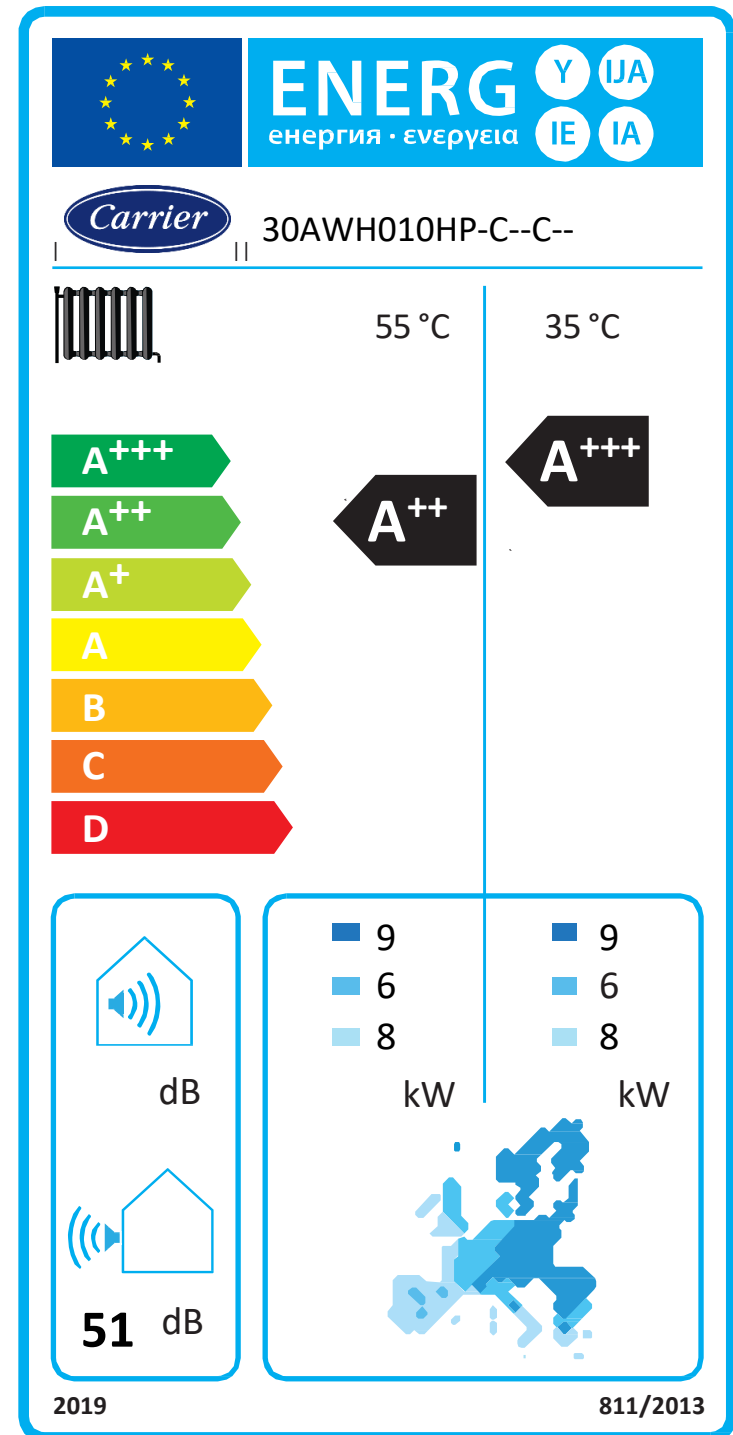 ENERG Y IJA
енергия · ενεργεια IE IA
Carrier 30AWH010HP-C--C--
55 °C 35 °C
A+++
A+++
A++
A++
A+
A
B
C
D
9 9
6 6
8 8
kW kW
dB
51 dB
2019 811/2013